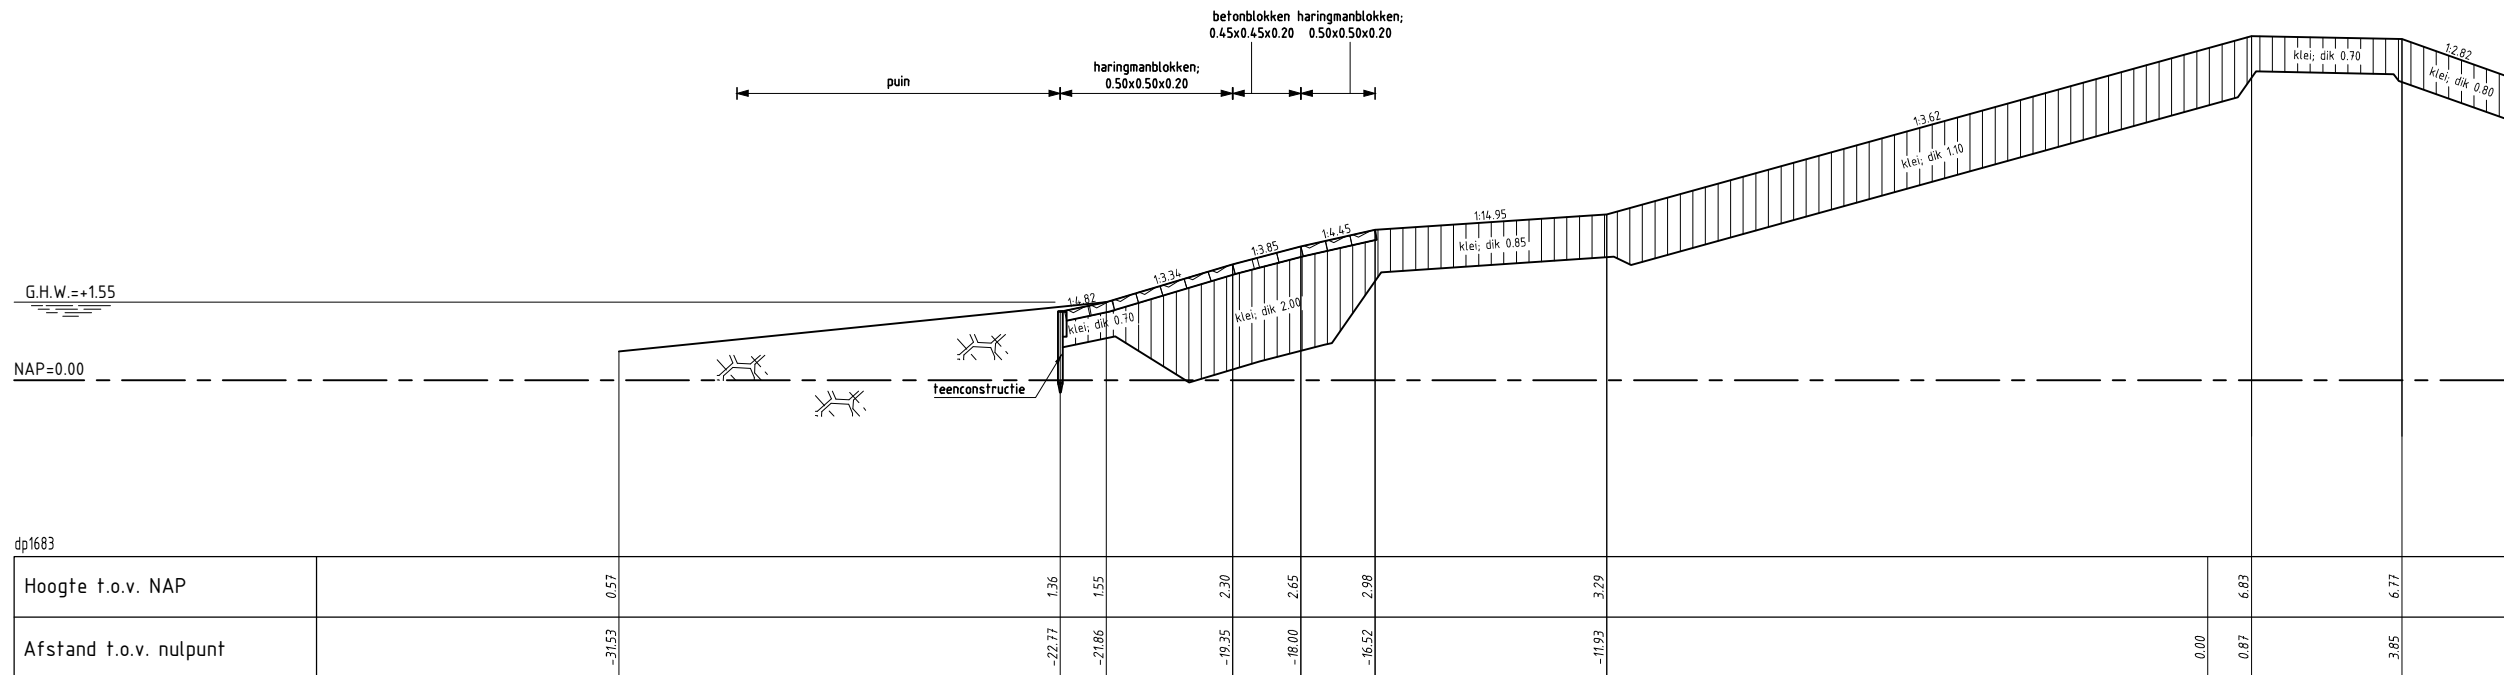 betonblokken haringmanblokken;
0.45x0.45x0.20 0.50x0.50x0.20
haringmanblokken;
0.50x0.50x0.20
puin
1:2.82
klei; dik 0.70
klei; dik 0.80
1:3.62
klei; dik 1.10
1:14.95
klei; dik 0.85
1:4.45
1:3.85
1:3.34
1:4.82
klei; dik 2.00
klei; dik 0.70
G.H.W.=+1.55
NAP=0.00
teenconstructie
dp1683
Hoogte t.o.v. NAP 0.57 1.36 1.55 2.30 2.65 2.98 3.29 6.83 6.77
Afstand t.o.v. nulpunt -31.53 -22.77 -21.86 -19.35 -18.00 -16.52 -11.93 0.00 0.87 3.85